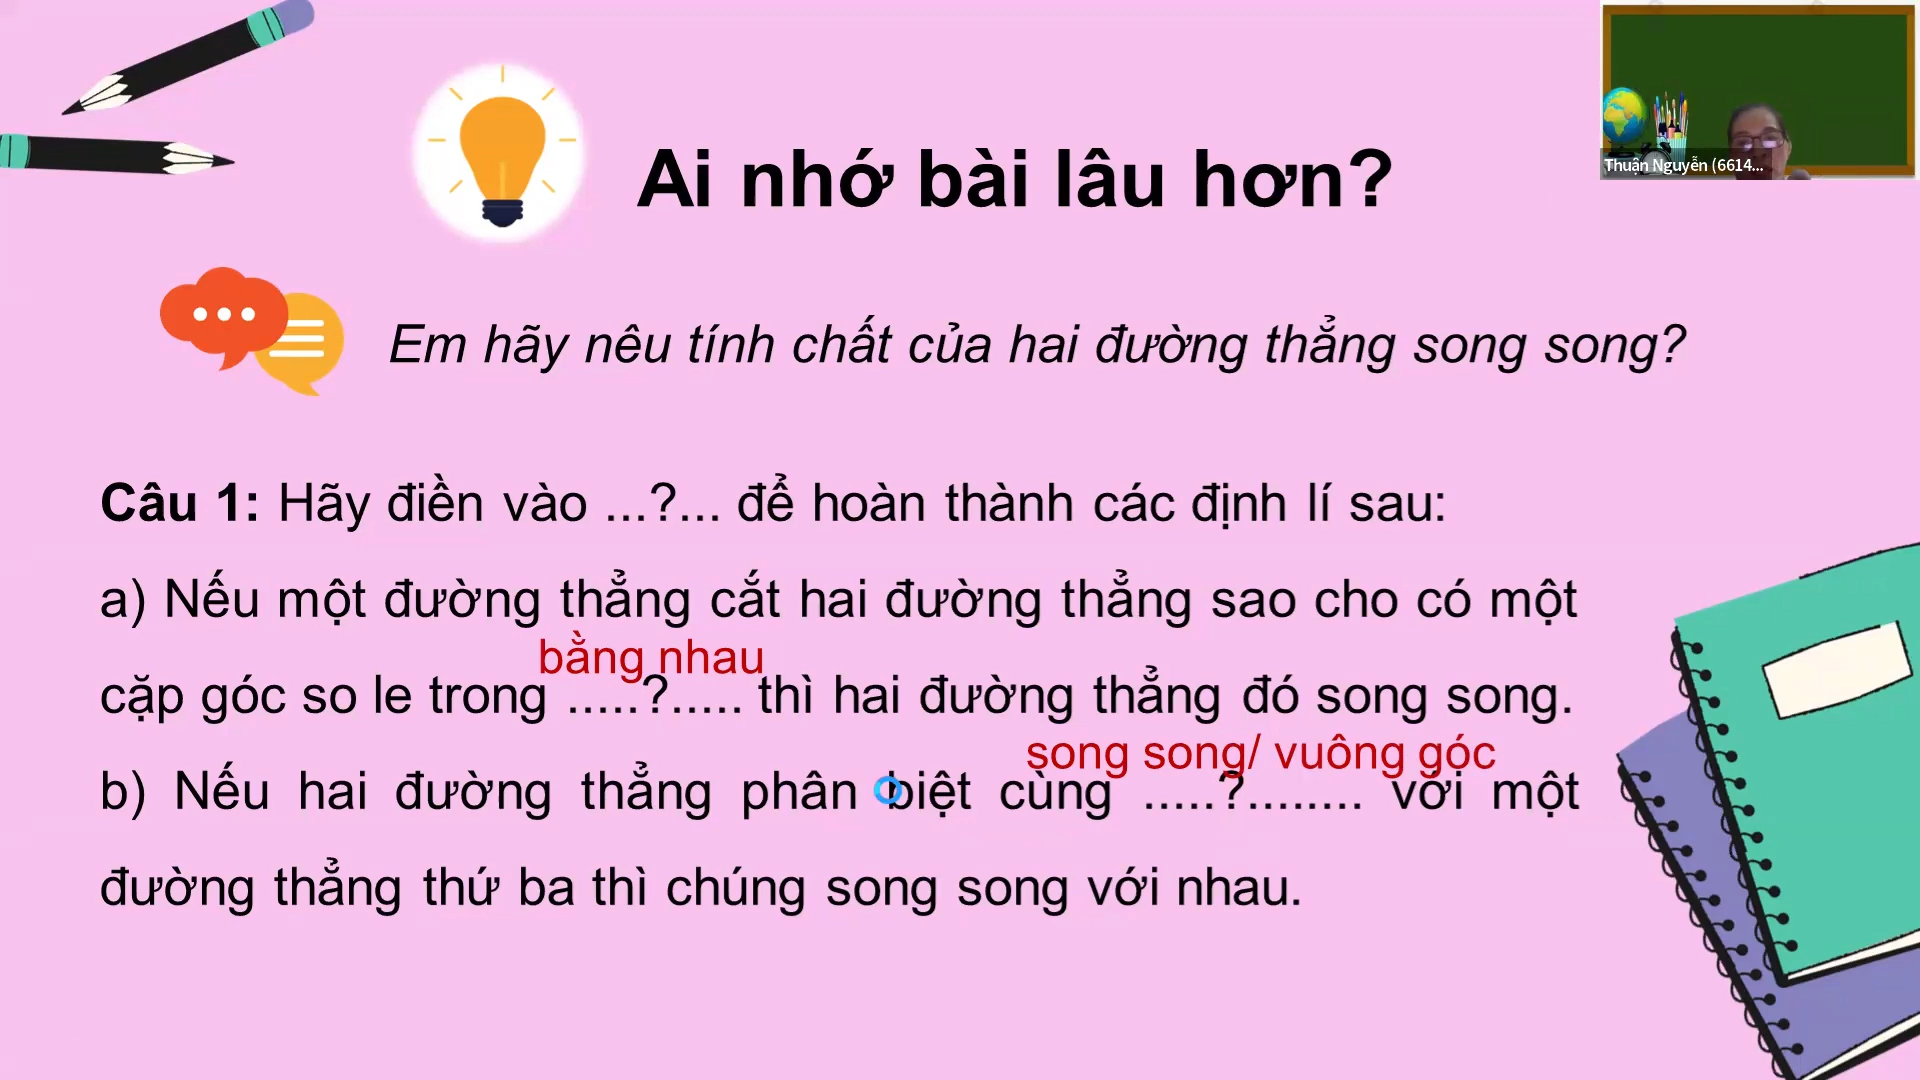 Thuận Nguyễn (6614...
Ai nhớ bài lâu hơn?
Em hãy nêu tính chất của hai đường thẳng song song?
Câu 1: Hãy điền vào ...?... để hoàn thành các định lí sau:
a) Nếu một đường thẳng cắt hai đường thẳng sao cho có một
bằng nhau
cặp góc so le trong .....?..... thì hai đường thẳng đó song song.
song song/ vuông góc
b) Nếu hai đường thẳng phân biệt cùng .....?........ với một
đường thẳng thứ ba thì chúng song song với nhau.